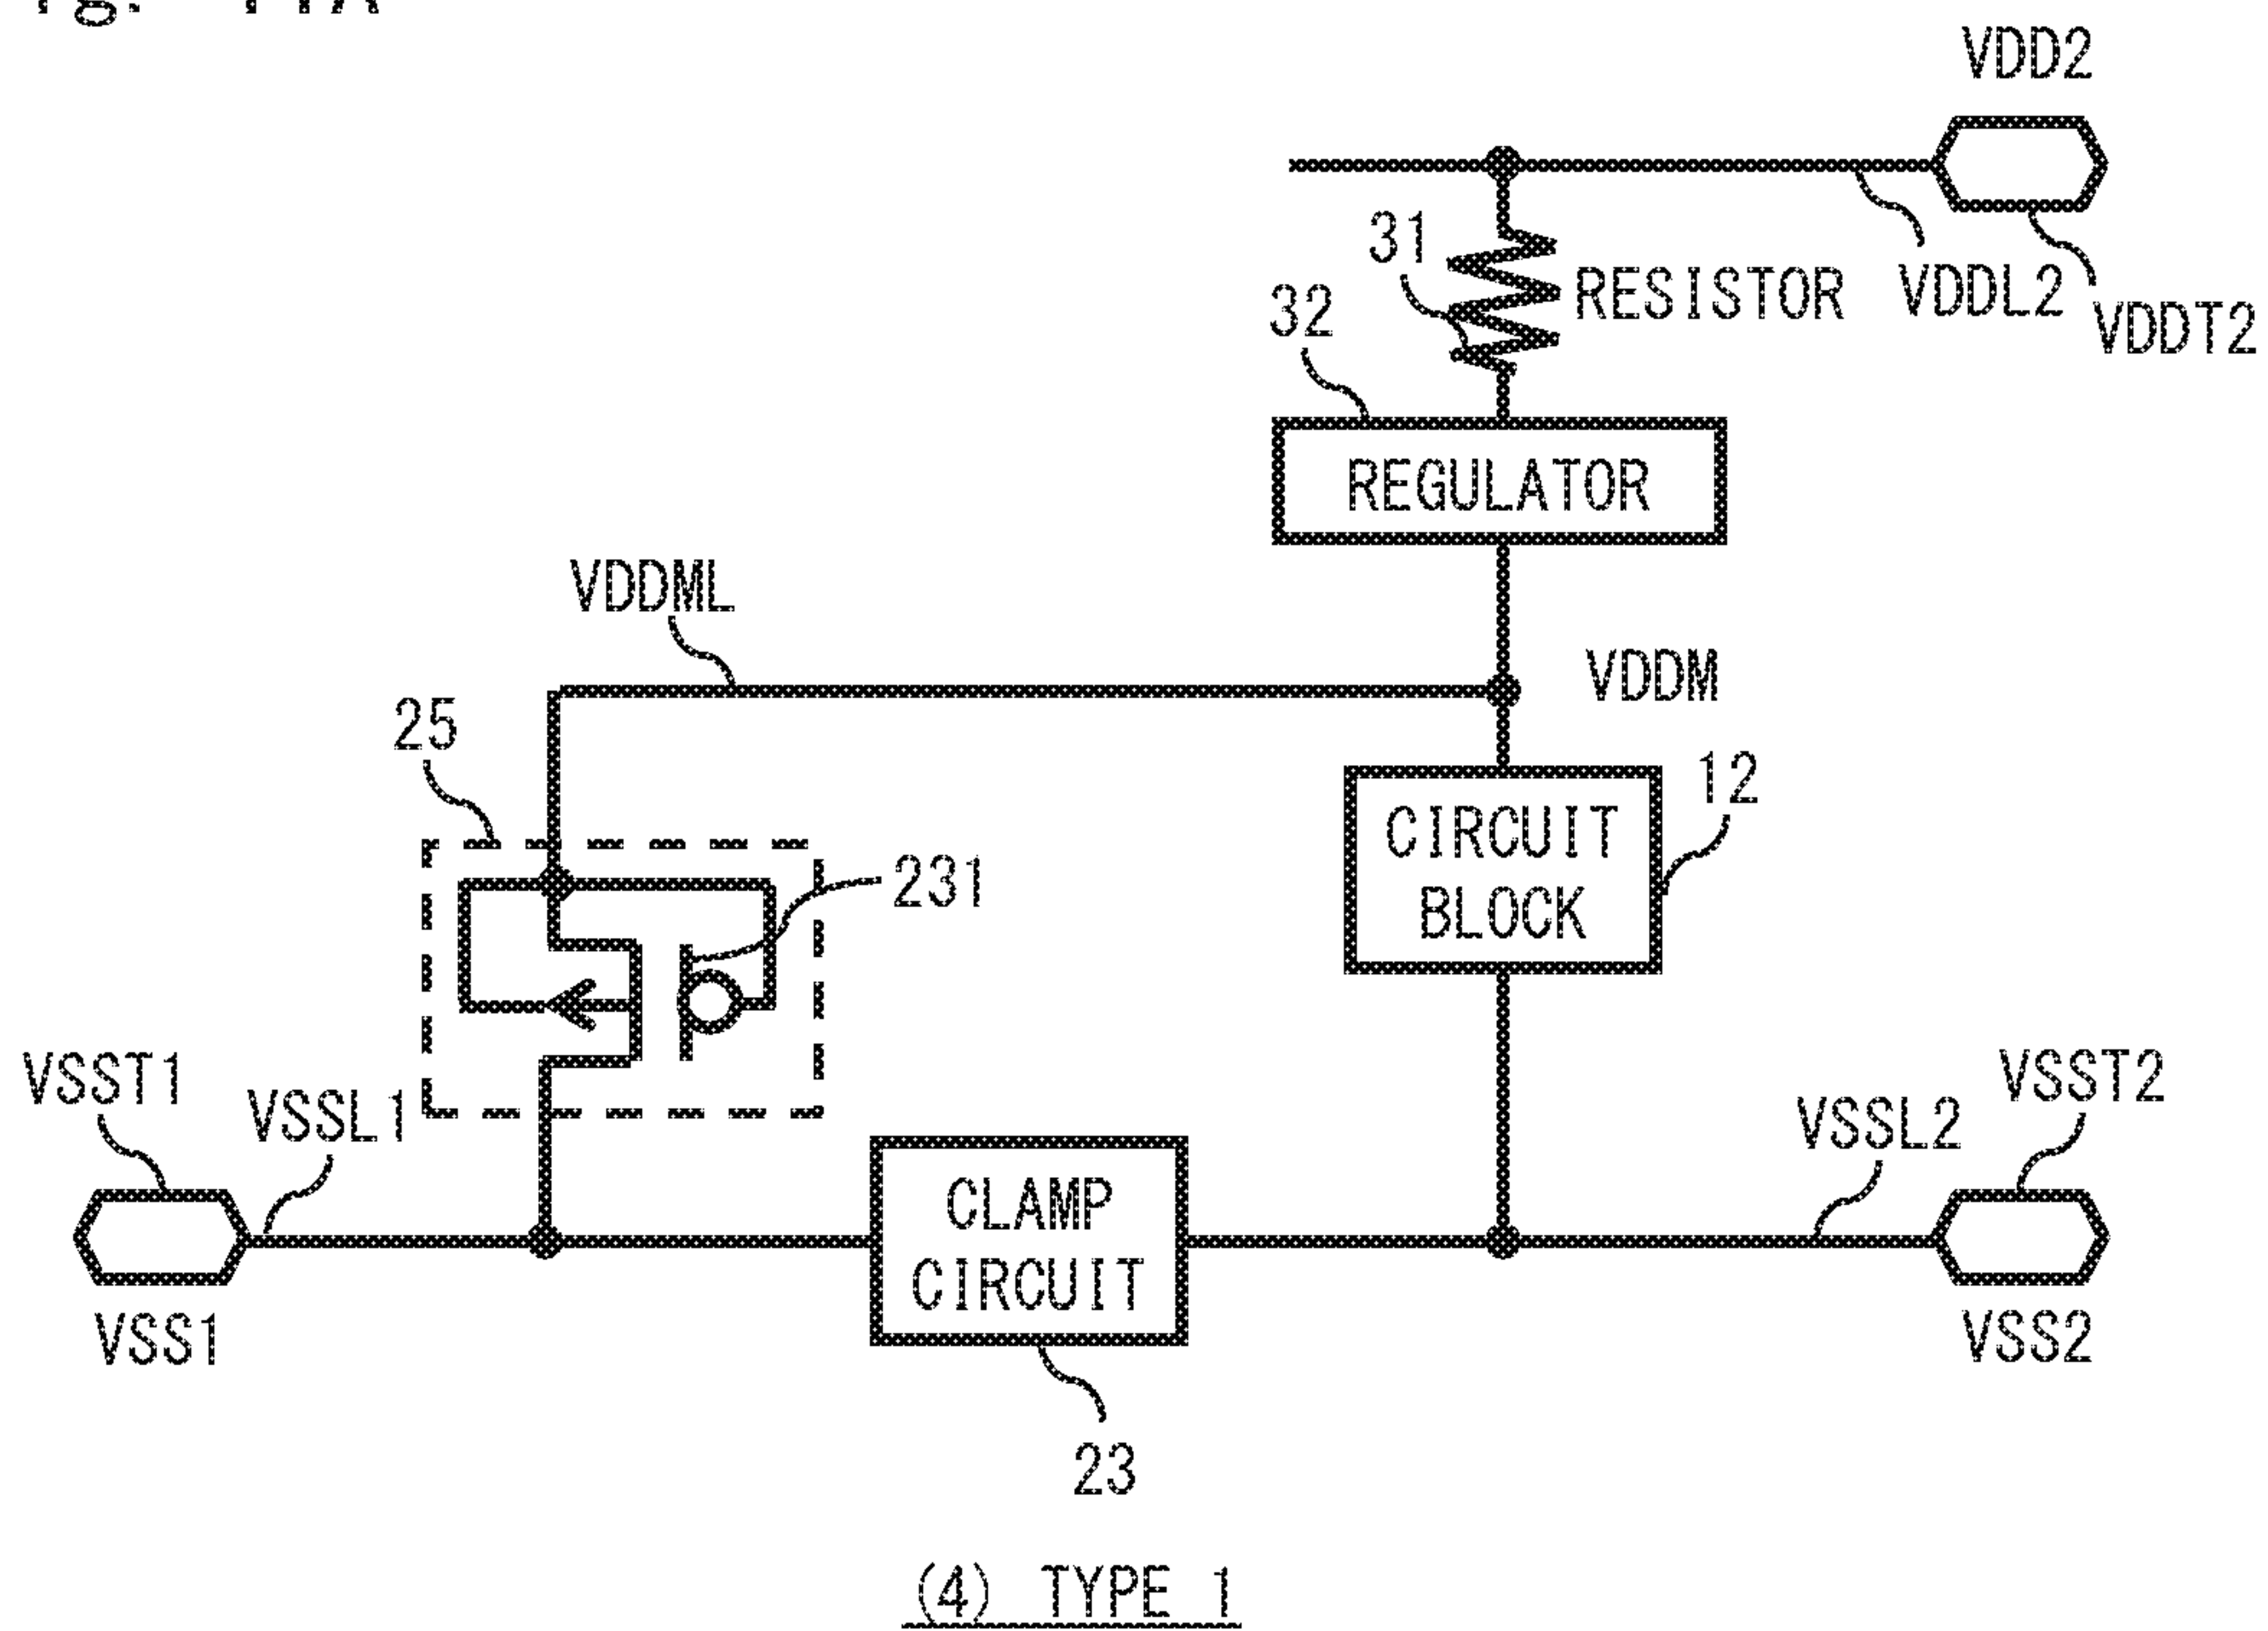 VDD2
31
RESISTOR
VDDL2
VDDT2
32
REGULATOR
VDDML
VDDM
25
12
CIRCUIT
BLOCK
231
VSST1
VSSL1
VSSL2
VSST2
CLAMP
CIRCUIT
VSS1
VSS2
23
(4) TYPE 1